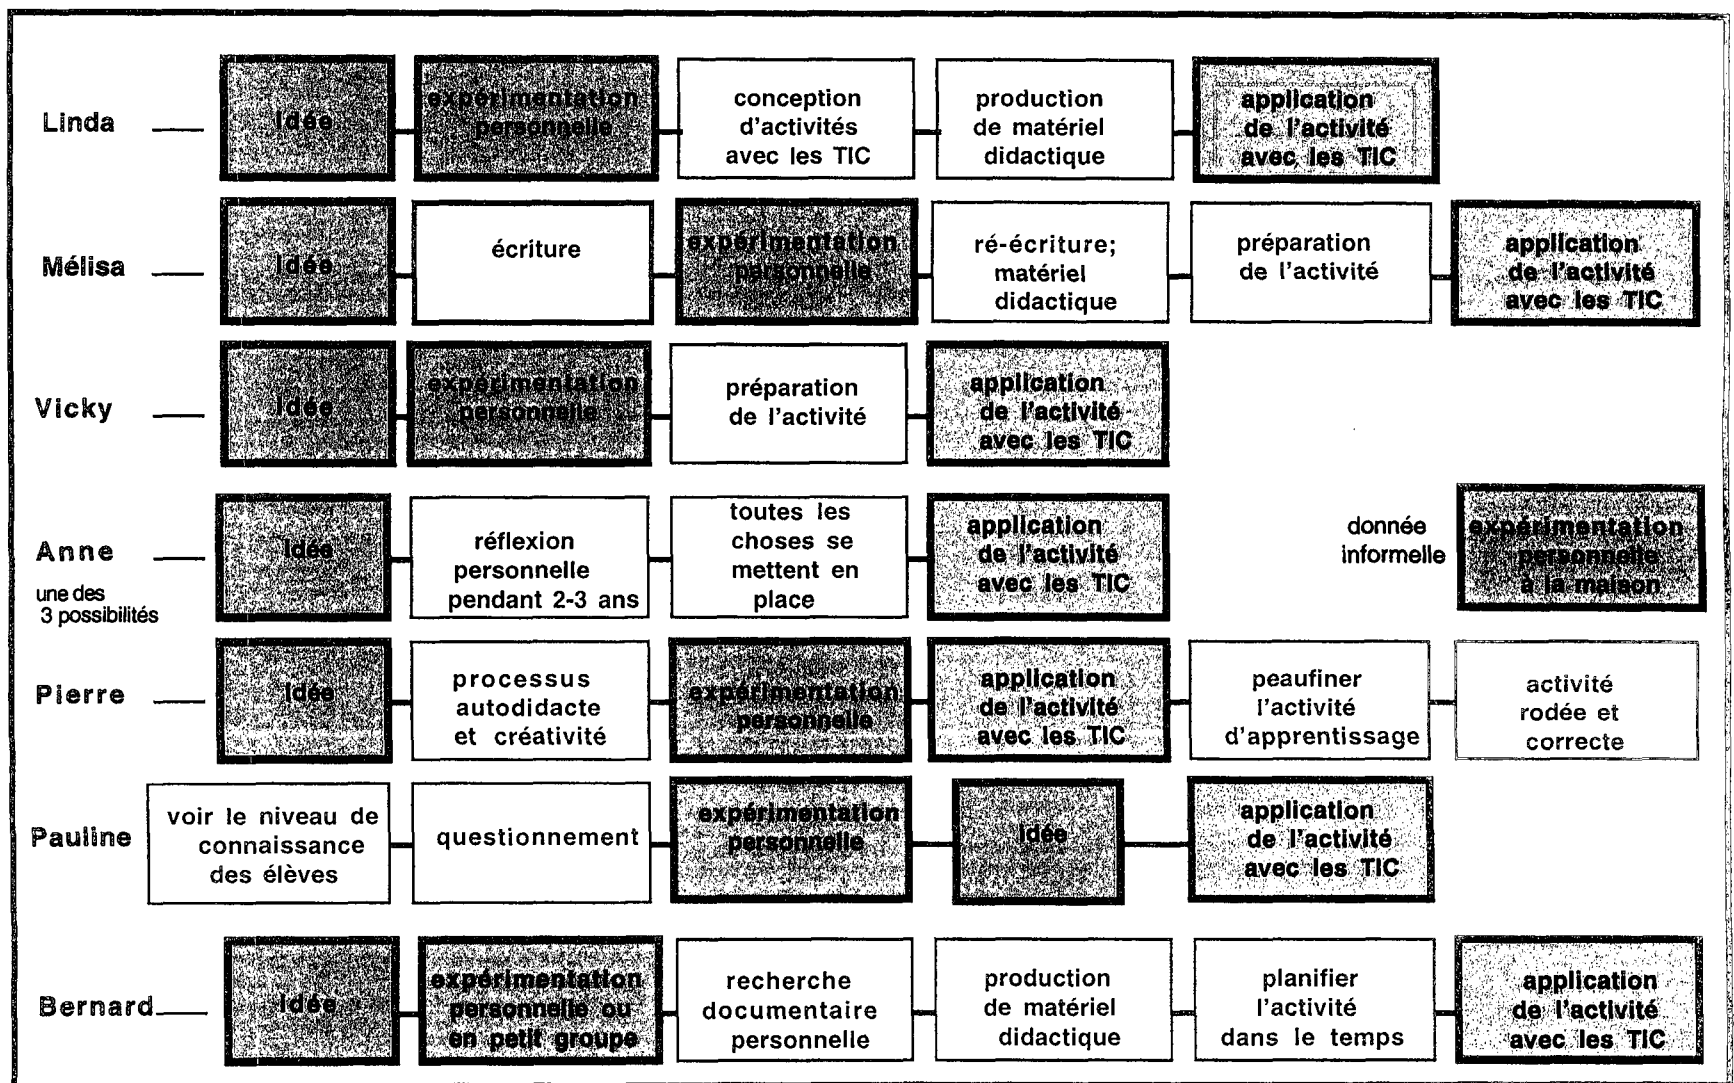 Linda
Idée
expérimentation
personnelle
conception
d'activités
avec les TIC
production
de matériel
didactique
application
de l'activité
avec les TIC
Mélisa
Idée
écriture
expérimentation
personnelle
ré-écriture;
matériel
didactique
préparation
de l'activité
application
de l'activité
avec les TIC
Vicky
Idée
expérimentation
personnelle
préparation
de l'activité
application
de l'activité
avec les TIC
Anne
une des
3 possibilités
Idée
réflexion
personnelle
pendant 2-3 ans
toutes les
choses se
mettent en
place
application
de l'activité
avec les TIC
donnée
informelle
expérimentation
personnelle
à la maison
Pierre
Idée
processus
autodidacte
et créativité
expérimentation
personnelle
application
de l'activité
avec les TIC
peaufiner
l'activité
d'apprentissage
activité
rodée et
correcte
Pauline
voir le niveau de
connaissance
des élèves
questionnement
expérimentation
personnelle
Idée
application
de l'activité
avec les TIC
Bernard
Idée
expérimentation
personnelle ou
en petit groupe
recherche
documentaire
personnelle
production
de matériel
didactique
planifier
l'activité
dans le temps
application
de l'activité
avec les TIC